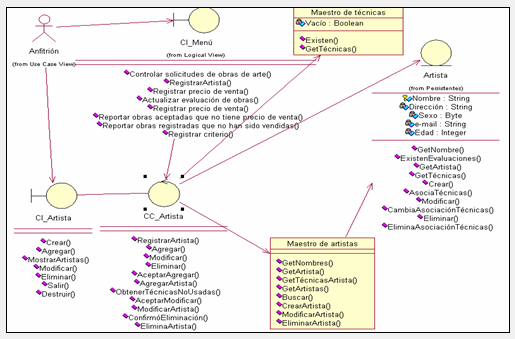 Anfitrión
(from Use Case View)
CI_Menú
(from Logical View)
Controlar solicitudes de obras de arte()
RegistrarArtista()
Registrar precio de venta()
Actualizar evaluación de obras()
Registrar precio de venta()
Reportar obras aceptadas que no tiene precio de venta()
Reportar obras registradas que no han sido vendidas()
Registrar criterio()
Maestro de técnicas
Vacío : Boolean
Existen()
GetTécnicas()
Artista
(from Persistentes)
Nombre : String
Dirección : String
Sexo : Byte
e-mail : String
Edad : Integer
GetNombre()
ExistenEvaluaciones()
GetArtista()
GetTécnicas()
Crear()
AsociaTécnicas()
Modificar()
CambiaAsociaciónTécnicas()
Eliminar()
EliminaAsociaciónTécnicas()
CI_Artista
Crear()
Agregar()
MostrarArtistas()
Modificar()
Eliminar()
Salir()
Destruir()
CC_Artista
RegistrarArtista()
Agregar()
Modificar()
Eliminar()
AceptarAgregar()
AgregarArtista()
ObtenerTécnicasNoUsadas()
AceptarModificar()
ModificarArtista()
ConfirmóEliminación()
EliminaArtista()
Maestro de artistas
GetNombres()
GetArtista()
GetTécnicasArtista()
GetArtistas()
Buscar()
CrearArtista()
ModificarArtista()
EliminarArtista()